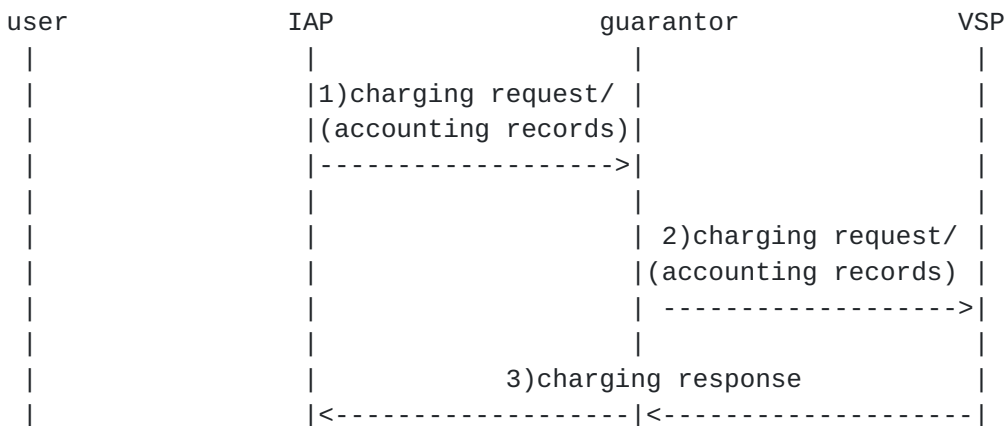 user                IAP                guarantor              VSP
 |                 |                    |                     |
 |                 |1)charging request/ |                     |
 |                 |(accounting records)|                     |
 |                 |------------------->|                     |
 |                 |                    |                     |
 |                 |                    | 2)charging request/ |
 |                 |                    |(accounting records) |
 |                 |                    | ------------------->|
 |                 |                    |                     |
 |                 |            3)charging response           |
 |                 |<-------------------|<--------------------|